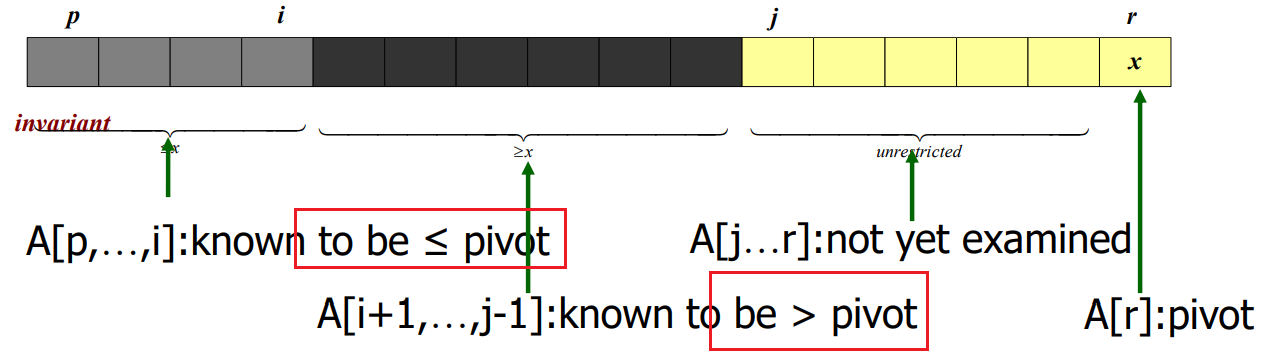 p i j r
x
invariant
≤x ≥x unrestricted
A[p,…,i]:known to be ≤ pivot A[j…r]:not yet examined
A[i+1,…,j-1]:known to be > pivot A[r]:pivot